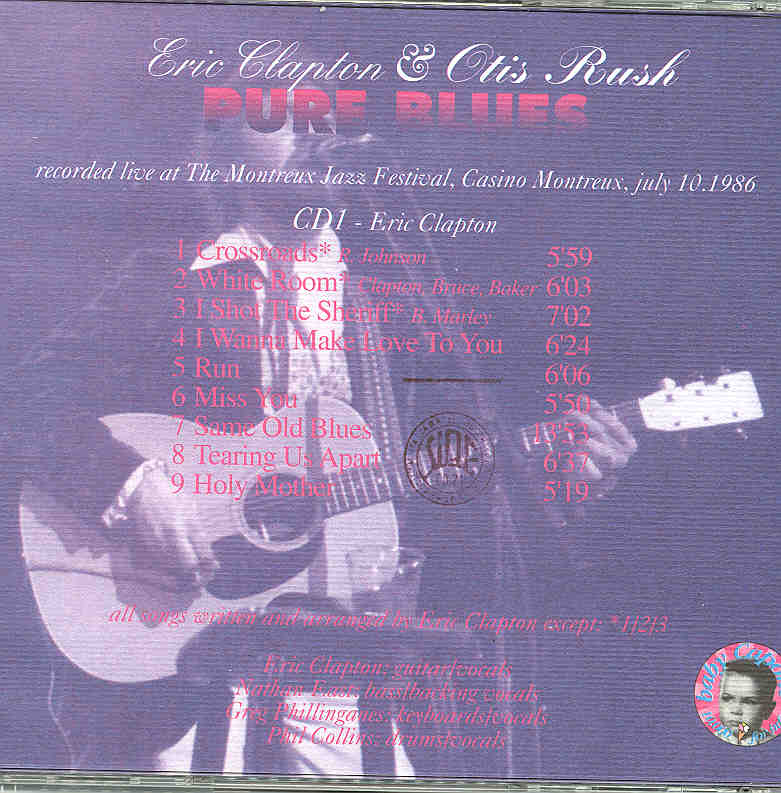 Eric Clapton & Otis Rush
PURE BLUES
recorded live at The Montreux Jazz Festival, Casino Montreux, july 10.1986
CD1 - Eric Clapton
1 Crossroads* R. Johnson 5'59
2 White Room* Clapton, Bruce, Baker 6'03
3 I Shot The Sheriff* B. Marley 7'02
4 I Wanna Make Love To You 6'24
5 Run 6'06
6 Miss You 5'50
7 Same Old Blues 13'53
8 Tearing Us Apart 6'37
9 Holy Mother 5'19
SIAE
all songs written and arranged by Eric Clapton except: *1|2|3
Eric Clapton: guitar|vocals
Nathan East: bass|backing vocals
Greg Phillinganes: keyboards|vocals
Phil Collins: drums|vocals
baby Capo